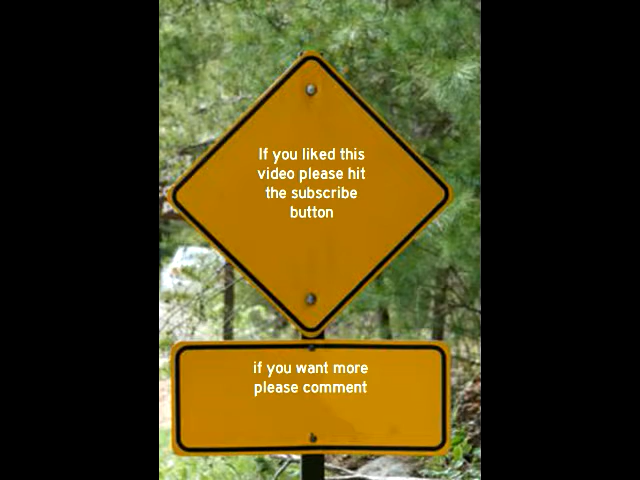 If you liked this
video please hit
the subscribe
button
if you want more
please comment